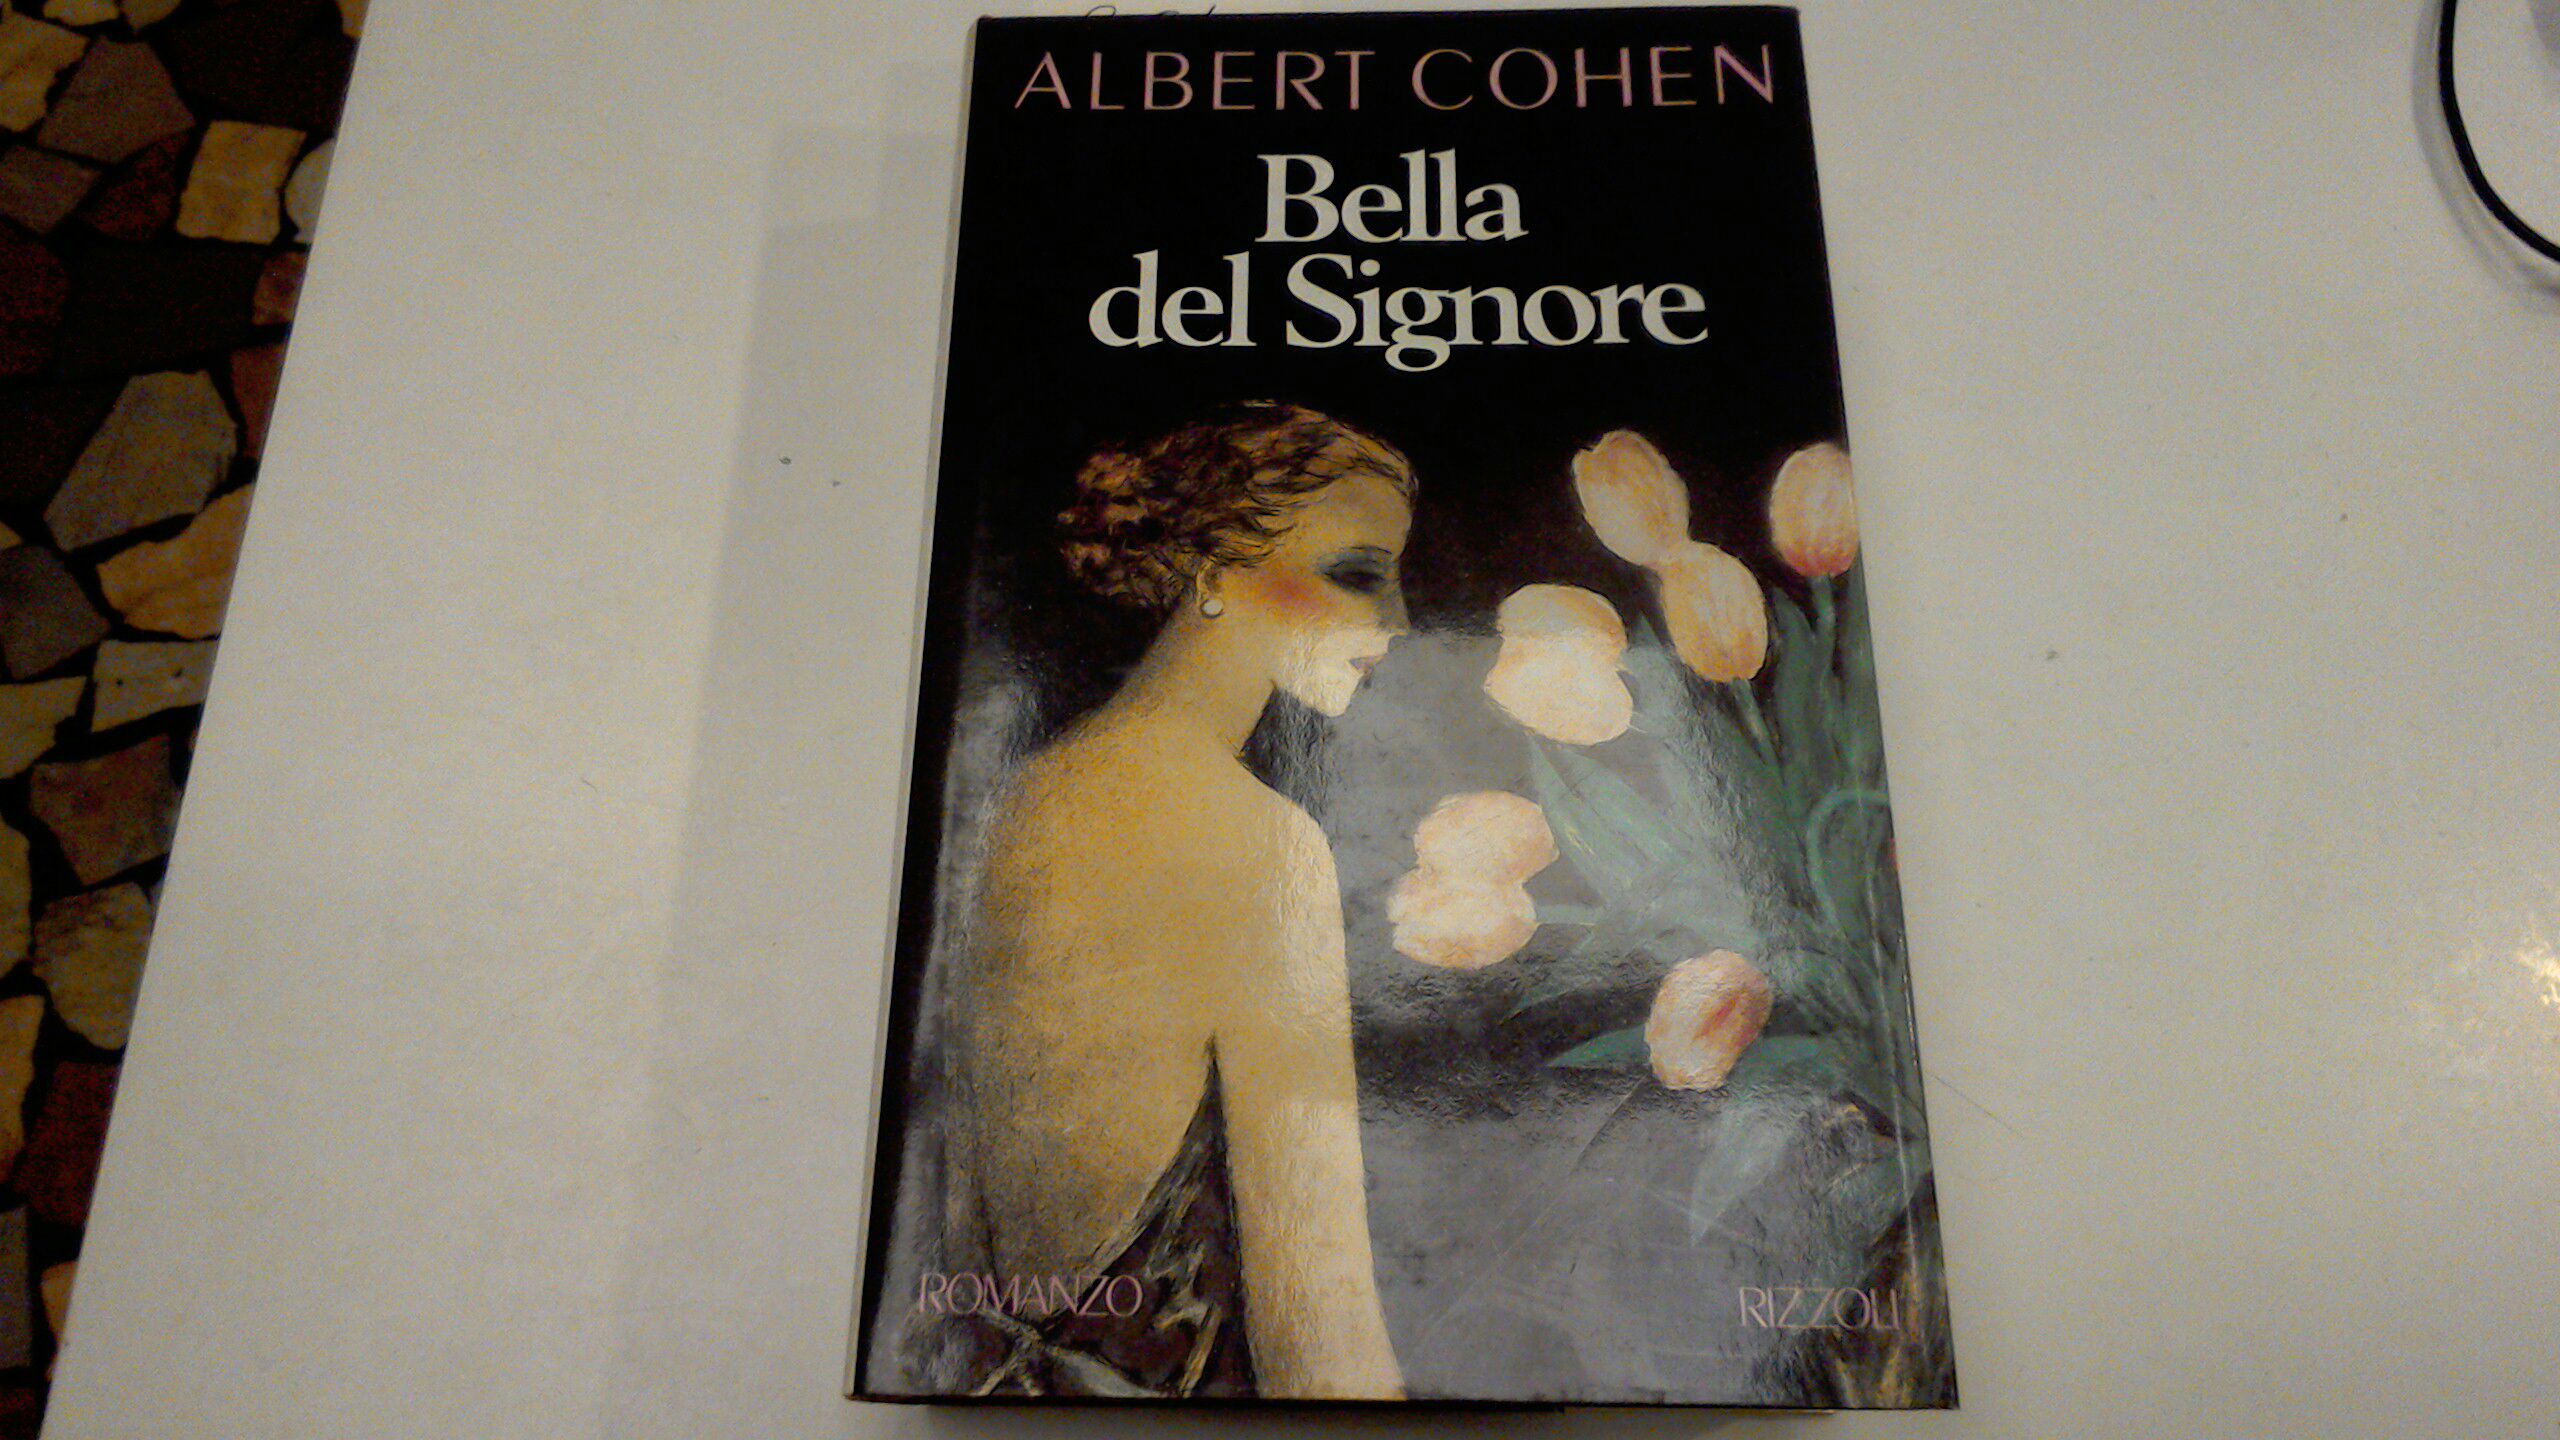 ALBERT COHEN
Bella
del Signore
ROMANZO
RIZZOLI